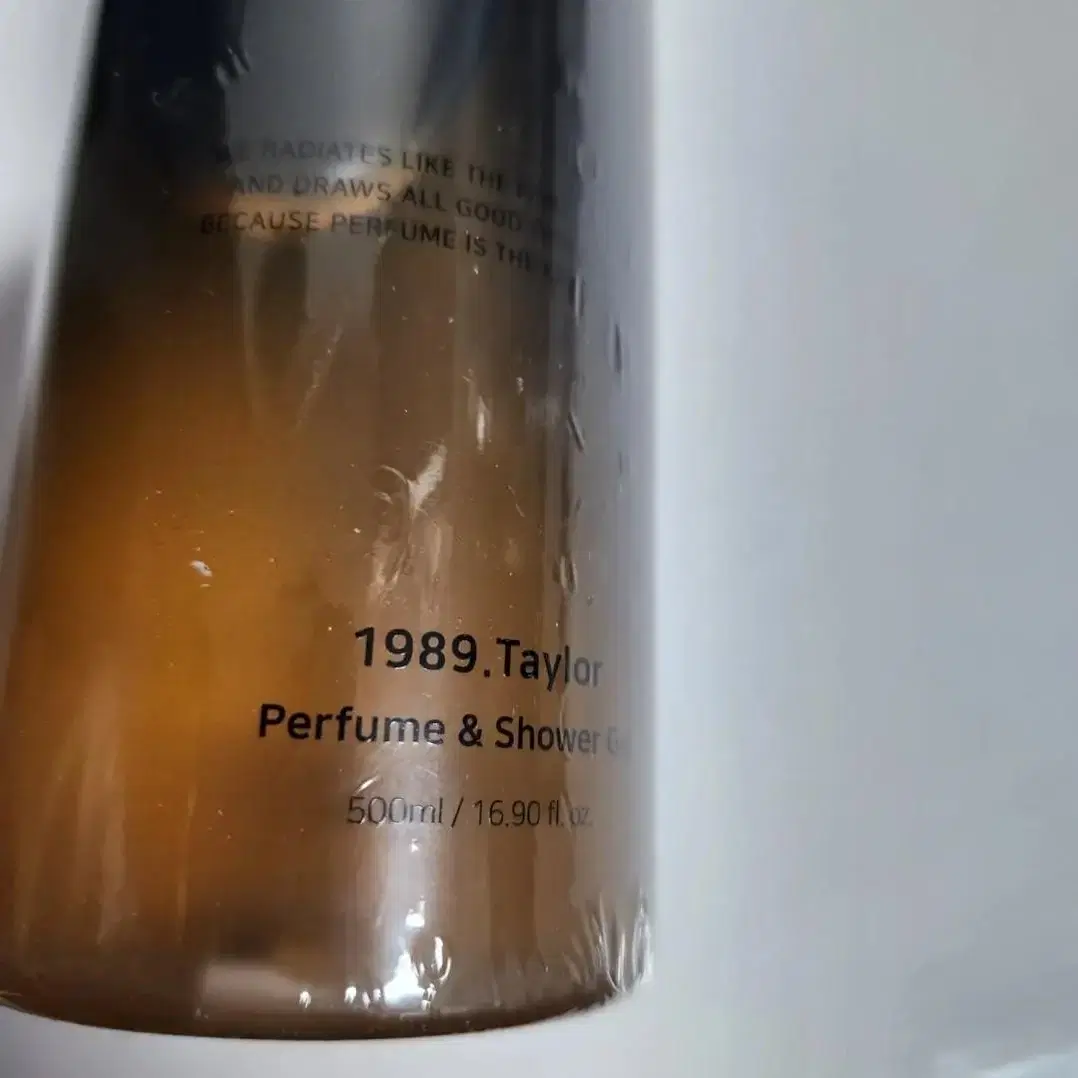 RADIATES LIKE THE
AND DRAWS ALL GOOD
BECAUSE PERFUME IS THE
1989.Taylor
Perfume & Shower
500ml / 16.90 fl. oz.